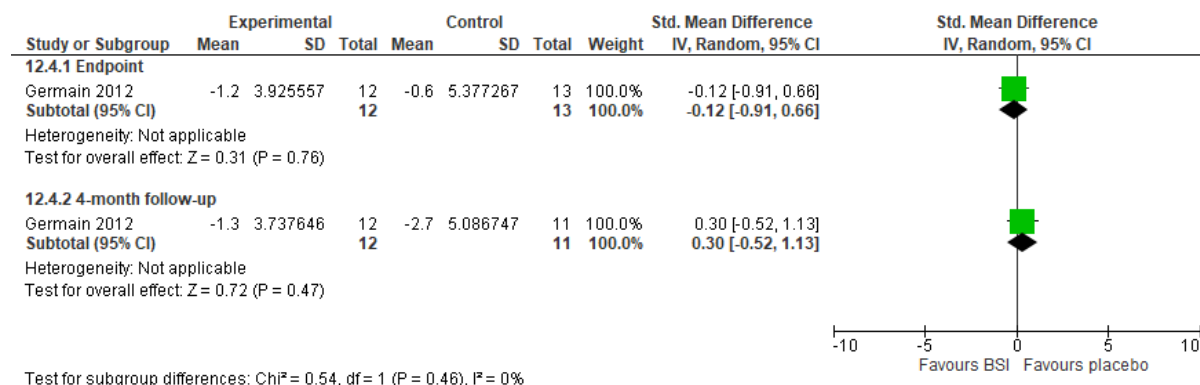 Experimental Control Std. Mean Difference Std. Mean Difference
Study or Subgroup Mean SD Total Mean SD Total Weight IV, Random, 95% CI IV, Random, 95% CI
12.4.1 Endpoint
Germain 2012 -1.2 3.925557 12 -0.6 5.377267 13 100.0% -0.12 [-0.91, 0.66]
Subtotal (95% CI) 12 13 100.0% -0.12 [-0.91, 0.66]
Heterogeneity: Not applicable
Test for overall effect: Z = 0.31 (P = 0.76)
12.4.2 4-month follow-up
Germain 2012 -1.3 3.737646 12 -2.7 5.086747 11 100.0% 0.30 [-0.52, 1.13]
Subtotal (95% CI) 12 11 100.0% 0.30 [-0.52, 1.13]
Heterogeneity: Not applicable
Test for overall effect: Z = 0.72 (P = 0.47)
-10 -5 0 5 10
Favours BSI Favours placebo
Test for subgroup differences: Chi² = 0.54, df = 1 (P = 0.46), I² = 0%